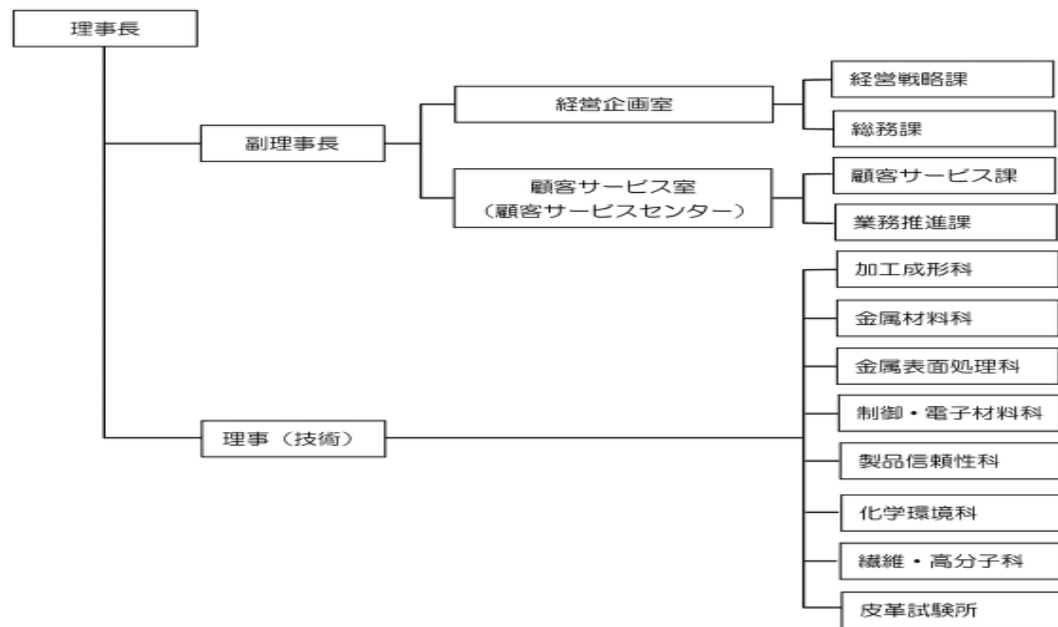 理事長
副理事長
経営企画室
経営戦略課
総務課
顧客サービス室
（顧客サービスセンター）
顧客サービス課
業務推進課
理事（技術）
加工成形科
金属材料科
金属表面処理科
制御・電子材料科
製品信頼性科
化学環境科
繊維・高分子科
皮革試験所